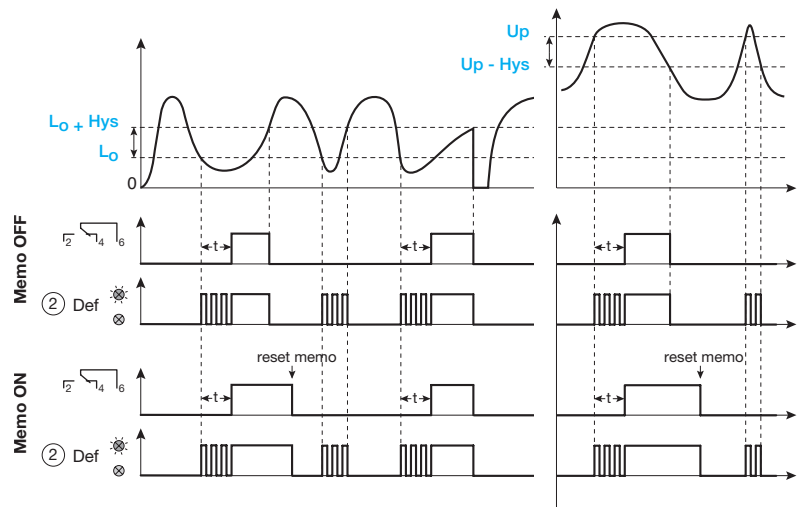 Up
Up - Hys
Lo + Hys
Lo
0
Memo OFF
2 4 6
t t t
2 Def
reset memo reset memo
Memo ON
2 4 6
t t t
2 Def